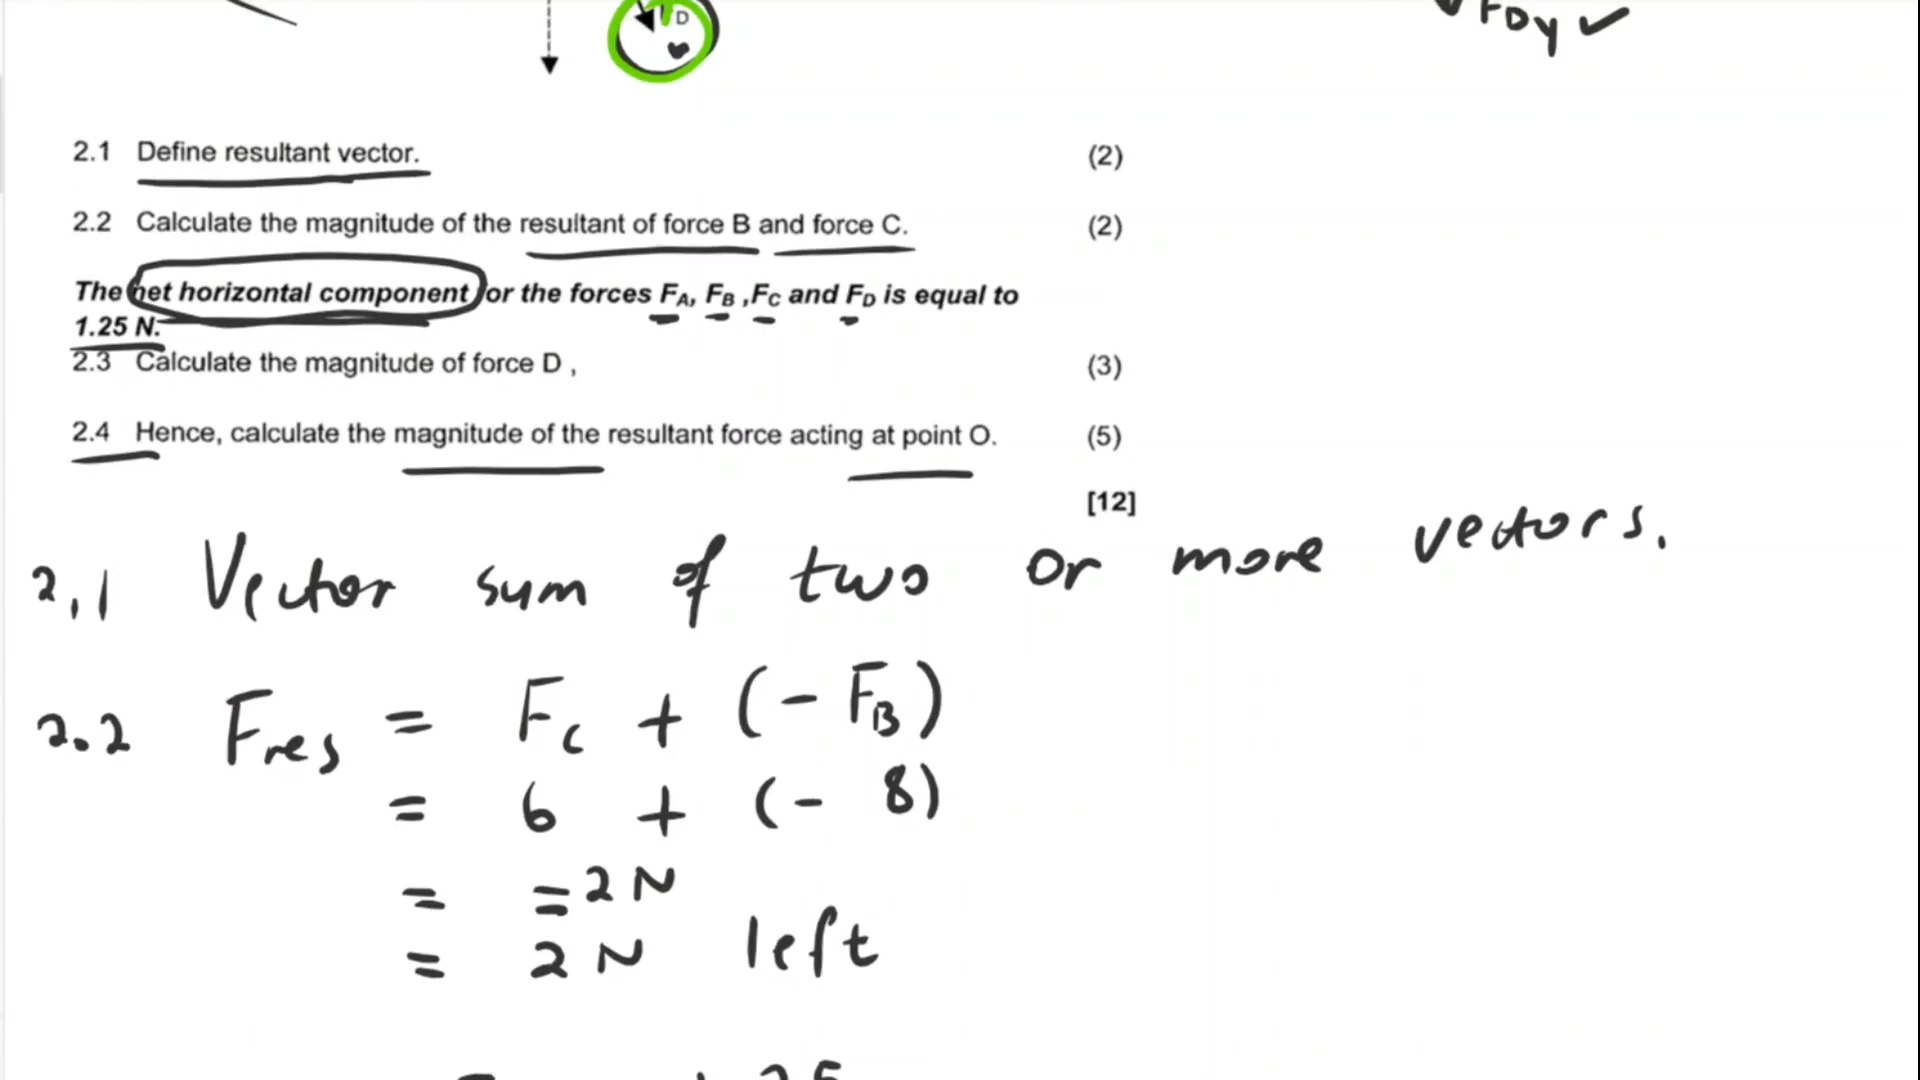 D
FDy ✓
2.1 Define resultant vector. (2)
2.2 Calculate the magnitude of the resultant of force B and force C. (2)
The net horizontal component for the forces FA, FB ,FC and FD is equal to
1.25 N.
2.3 Calculate the magnitude of force D , (3)
2.4 Hence, calculate the magnitude of the resultant force acting at point O. (5)
[12]
2.1 Vector sum of two or more vectors.
2.2 Fres = Fc + (- FB)
= 6 + (- 8)
= -2 N
= 2 N left